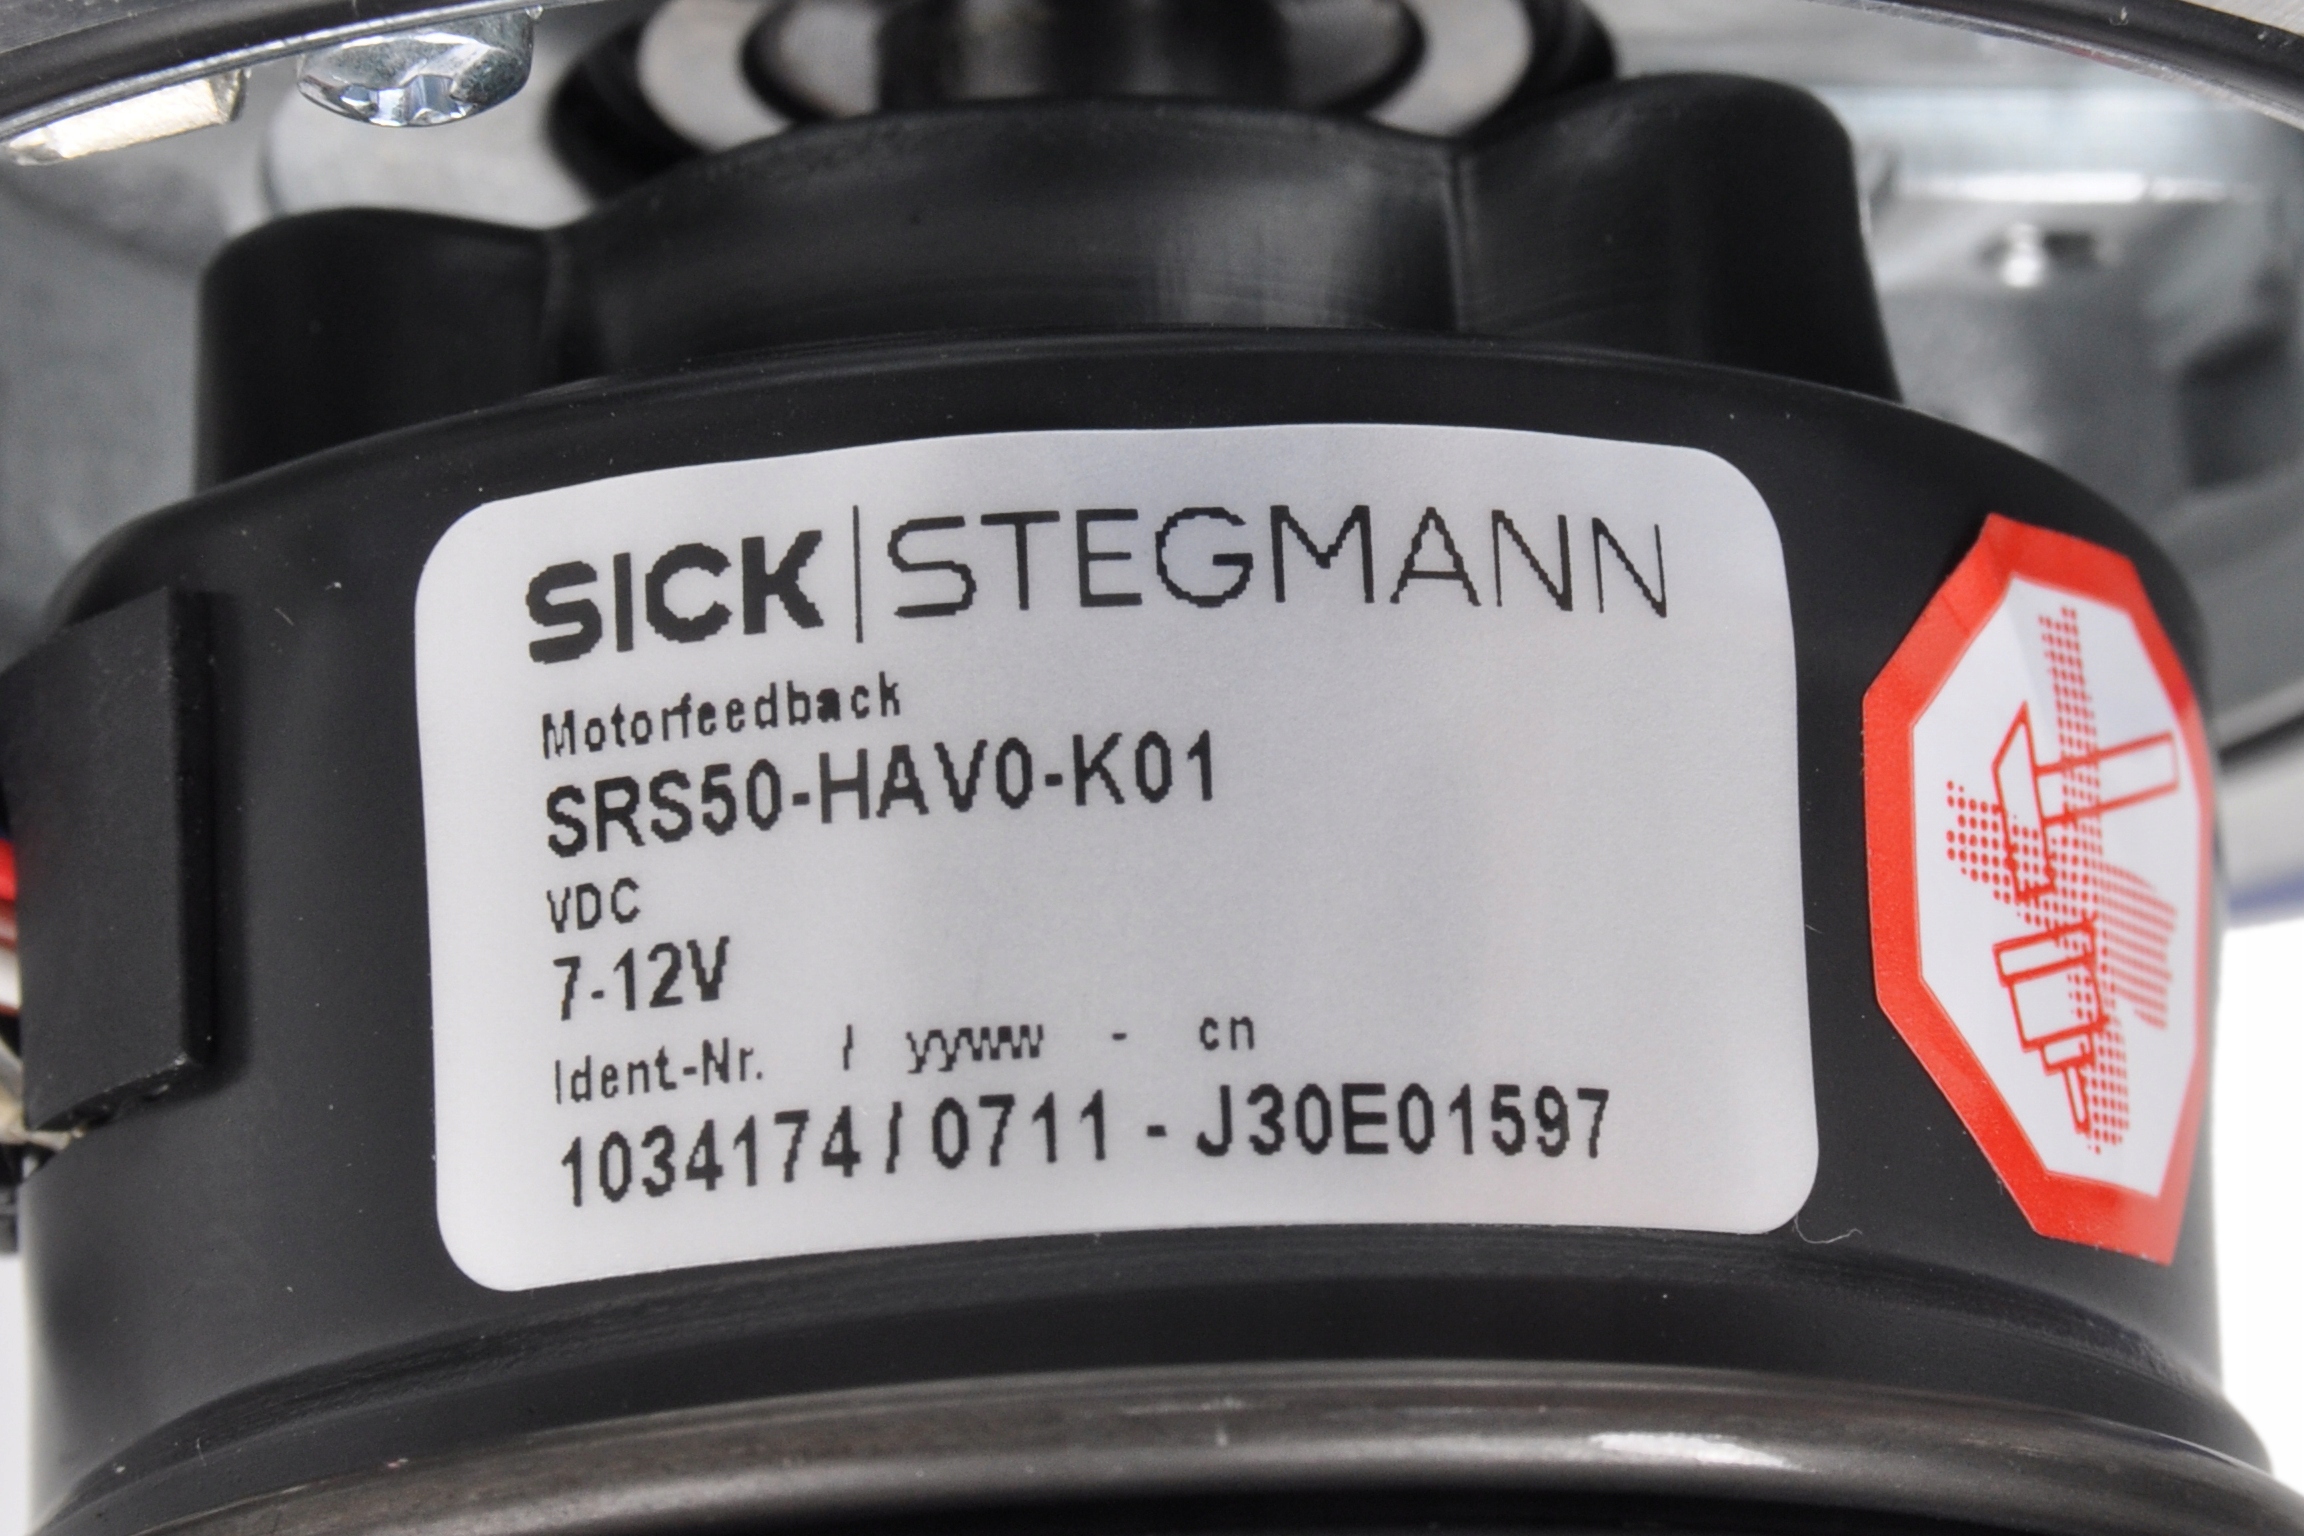 SICK|STEGMANN
Motorfeedback
SRS50-HAV0-K01
VDC
7-12V
Ident-Nr. / yyww - cn
1034174 / 0711 - J30E01597